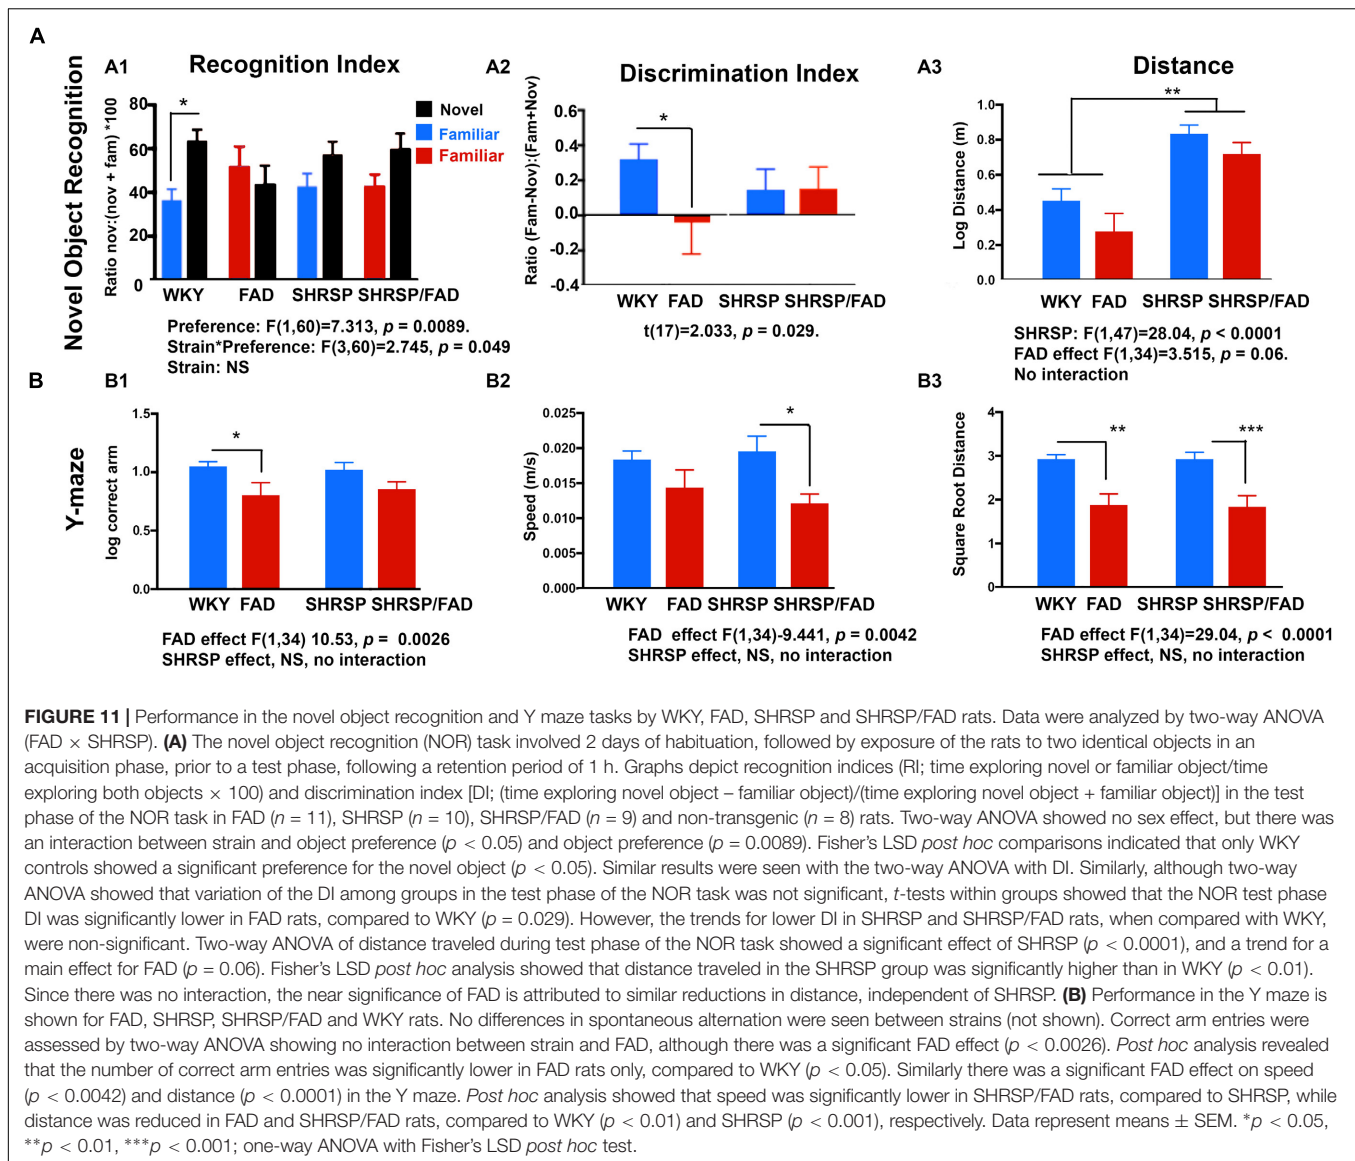 A
Novel Object Recognition
A1
Recognition Index
Ratio nov:(nov + fam) *100
80
60
40
20
0
*
Novel
Familiar
Familiar
WKY FAD SHRSP SHRSP/FAD
Preference: F(1,60)=7.313, p = 0.0089.
Strain*Preference: F(3,60)=2.745, p = 0.049
Strain: NS
A2
Discrimination Index
Ratio (Fam-Nov):(Fam+Nov)
0.6
0.4
0.2
0.0
-0.2
-0.4
*
WKY FAD SHRSP SHRSP/FAD
t(17)=2.033, p = 0.029.
A3
Distance
Log Distance (m)
1.0
0.8
0.6
0.4
0.2
0.0
**
WKY FAD SHRSP SHRSP/FAD
SHRSP: F(1,47)=28.04, p < 0.0001
FAD effect F(1,34)=3.515, p = 0.06.
No interaction
B
Y-maze
B1
log correct arm
1.5
1.0
0.5
0.0
*
WKY FAD SHRSP SHRSP/FAD
FAD effect F(1,34) 10.53, p = 0.0026
SHRSP effect, NS, no interaction
B2
Speed (m/s)
0.025
0.020
0.015
0.010
0.005
0.000
*
WKY FAD SHRSP SHRSP/FAD
FAD effect F(1,34)-9.441, p = 0.0042
SHRSP effect, NS, no interaction
B3
Square Root Distance
4
3
2
1
0
**
***
WKY FAD SHRSP SHRSP/FAD
FAD effect F(1,34)=29.04, p < 0.0001
SHRSP effect, NS, no interaction
FIGURE 11 | Performance in the novel object recognition and Y maze tasks by WKY, FAD, SHRSP and SHRSP/FAD rats. Data were analyzed by two-way ANOVA
(FAD × SHRSP). (A) The novel object recognition (NOR) task involved 2 days of habituation, followed by exposure of the rats to two identical objects in an
acquisition phase, prior to a test phase, following a retention period of 1 h. Graphs depict recognition indices (RI; time exploring novel or familiar object/time
exploring both objects × 100) and discrimination index [DI; (time exploring novel object – familiar object)/(time exploring novel object + familiar object)] in the test
phase of the NOR task in FAD (n = 11), SHRSP (n = 10), SHRSP/FAD (n = 9) and non-transgenic (n = 8) rats. Two-way ANOVA showed no sex effect, but there was
an interaction between strain and object preference (p < 0.05) and object preference (p = 0.0089). Fisher's LSD post hoc comparisons indicated that only WKY
controls showed a significant preference for the novel object (p < 0.05). Similar results were seen with the two-way ANOVA with DI. Similarly, although two-way
ANOVA showed that variation of the DI among groups in the test phase of the NOR task was not significant, t-tests within groups showed that the NOR test phase
DI was significantly lower in FAD rats, compared to WKY (p = 0.029). However, the trends for lower DI in SHRSP and SHRSP/FAD rats, when compared with WKY,
were non-significant. Two-way ANOVA of distance traveled during test phase of the NOR task showed a significant effect of SHRSP (p < 0.0001), and a trend for a
main effect for FAD (p = 0.06). Fisher's LSD post hoc analysis showed that distance traveled in the SHRSP group was significantly higher than in WKY (p < 0.01).
Since there was no interaction, the near significance of FAD is attributed to similar reductions in distance, independent of SHRSP. (B) Performance in the Y maze is
shown for FAD, SHRSP, SHRSP/FAD and WKY rats. No differences in spontaneous alternation were seen between strains (not shown). Correct arm entries were
assessed by two-way ANOVA showing no interaction between strain and FAD, although there was a significant FAD effect (p < 0.0026). Post hoc analysis revealed
that the number of correct arm entries was significantly lower in FAD rats only, compared to WKY (p < 0.05). Similarly there was a significant FAD effect on speed
(p < 0.0042) and distance (p < 0.0001) in the Y maze. Post hoc analysis showed that speed was significantly lower in SHRSP/FAD rats, compared to SHRSP, while
distance was reduced in FAD and SHRSP/FAD rats, compared to WKY (p < 0.01) and SHRSP (p < 0.001), respectively. Data represent means ± SEM. *p < 0.05,
**p < 0.01, ***p < 0.001; one-way ANOVA with Fisher's LSD post hoc test.